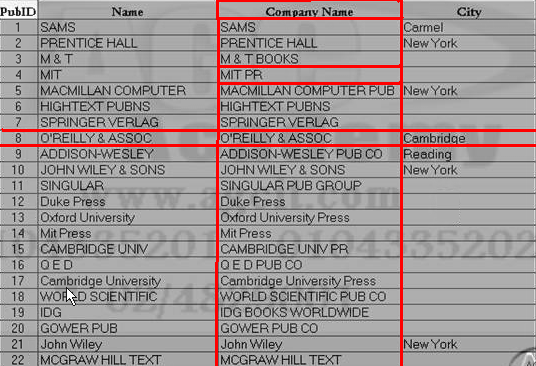 PubID Name Company Name City
1 SAMS SAMS Carmel
2 PRENTICE HALL PRENTICE HALL New York
3 M & T M & T BOOKS
4 MIT MIT PR
5 MACMILLAN COMPUTER MACMILLAN COMPUTER PUB New York
6 HIGHTEXT PUBNS HIGHTEXT PUBNS
7 SPRINGER VERLAG SPRINGER VERLAG
8 O'REILLY & ASSOC O'REILLY & ASSOC Cambridge
9 ADDISON-WESLEY ADDISON-WESLEY PUB CO Reading
10 JOHN WILEY & SONS JOHN WILEY & SONS New York
11 SINGULAR SINGULAR PUB GROUP
12 Duke Press Duke Press
13 Oxford University Oxford University Press
14 Mit Press Mit Press
15 CAMBRIDGE UNIV CAMBRIDGE UNIV PR
16 Q E D Q E D PUB CO
17 Cambridge University Cambridge University Press
18 WORLD SCIENTIFIC WORLD SCIENTIFIC PUB CO
19 IDG IDG BOOKS WORLDWIDE
20 GOWER PUB GOWER PUB CO
21 John Wiley John Wiley New York
22 MCGRAW HILL TEXT MCGRAW HILL TEXT